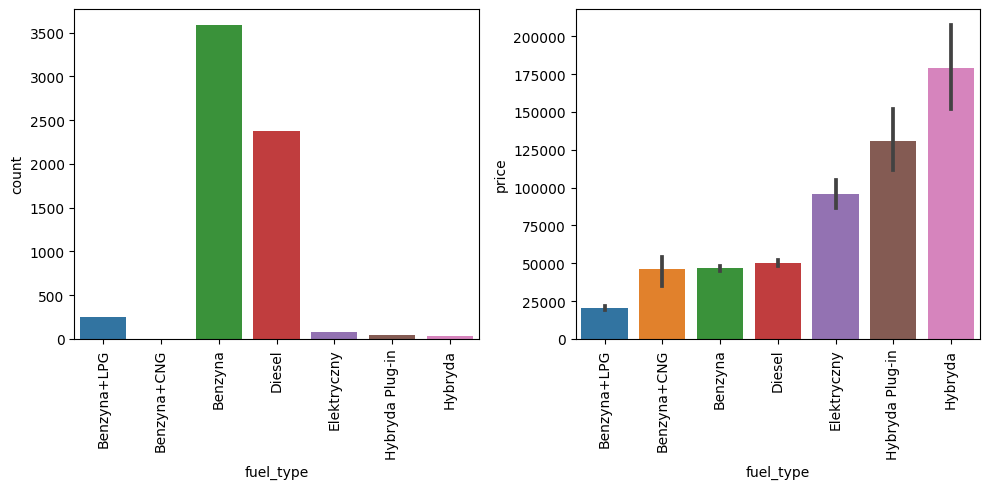 count
3500
3000
2500
2000
1500
1000
500
0
Benzyna+LPG
Benzyna+CNG
Benzyna
Diesel
Elektryczny
Hybryda Plug-in
Hybryda
fuel_type
price
200000
175000
150000
125000
100000
75000
50000
25000
0
Benzyna+LPG
Benzyna+CNG
Benzyna
Diesel
Elektryczny
Hybryda Plug-in
Hybryda
fuel_type